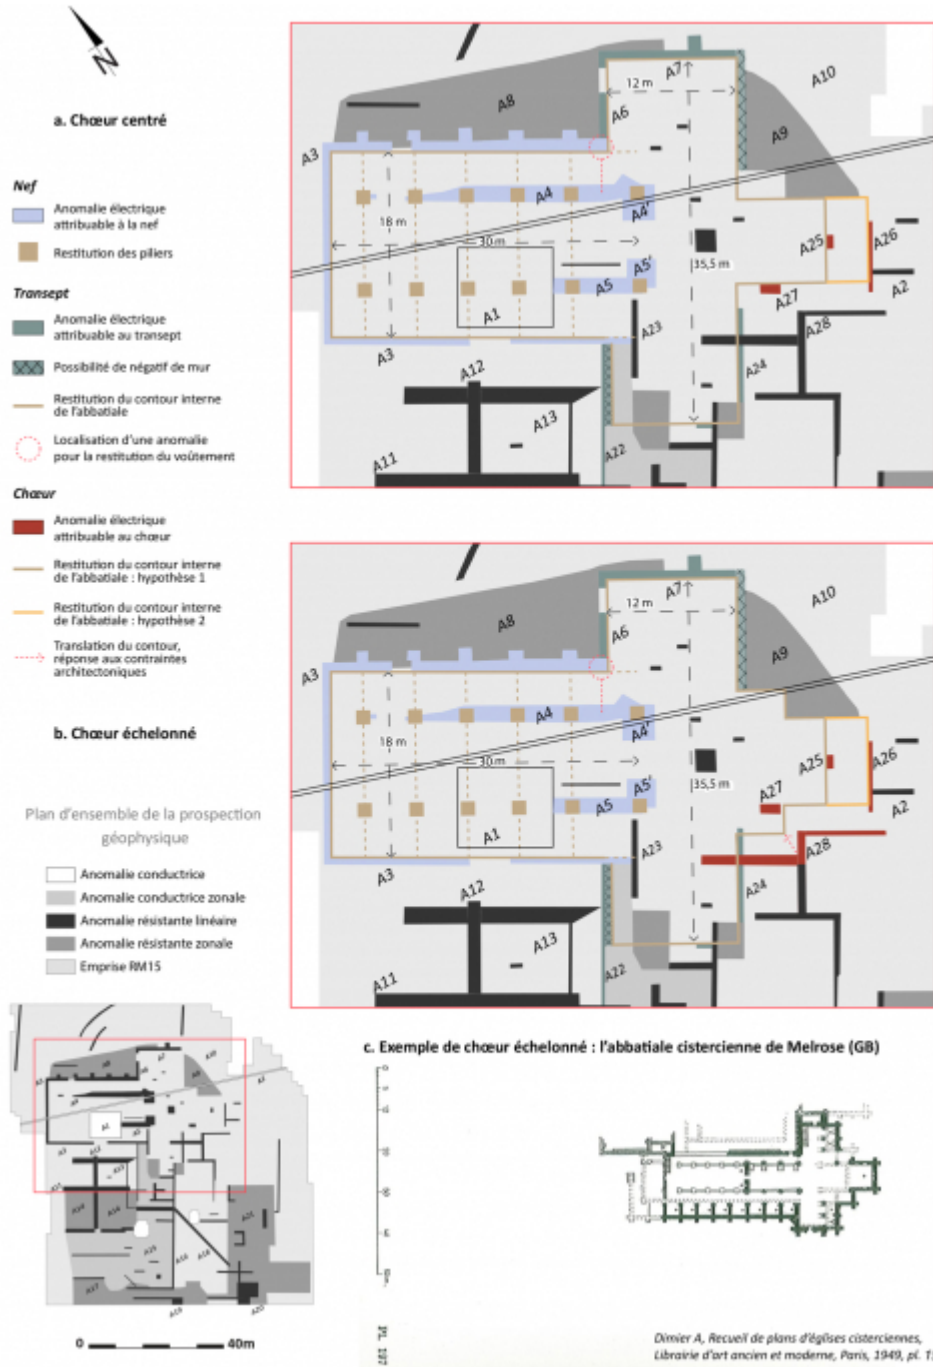 N
a. Chœur centré
Nef
Anomalie électrique
attribuable à la nef
Restitution des piliers
Transept
Anomalie électrique
attribuable au transept
Possibilité de négatif de mur
Restitution du contour interne
de l'abbatiale
Localisation d'une anomalie
pour la restitution du voûtement
Chœur
Anomalie électrique
attribuable au chœur
Restitution du contour interne
de l'abbatiale : hypothèse 1
Restitution du contour interne
de l'abbatiale : hypothèse 2
Translation du contour,
réponse aux contraintes
architectoniques
b. Chœur échelonné
Plan d'ensemble de la prospection
géophysique
Anomalie conductrice
Anomalie conductrice zonale
Anomalie résistante linéaire
Anomalie résistante zonale
Emprise RM15
0 40m
A7
A10
12 m
A8
A6
A9
A3
A4
A4'
18 m
30 m
A25
A26
35,5 m
A5'
A5
A27
A2
A1
A28
A23
A3
A24
A12
A13
A22
A11
A7
A10
12 m
A8
A6
A9
A3
A4
A4'
18 m
30 m
A25
A26
35,5 m
A5'
A5
A27
A2
A1
A28
A23
A3
A24
A12
A13
A22
A11
c. Exemple de chœur échelonné : l'abbatiale cistercienne de Melrose (GB)
PL. 197
Dimier A, Recueil de plans d'églises cisterciennes,
Librairie d'art ancien et moderne, Paris, 1949, pl.